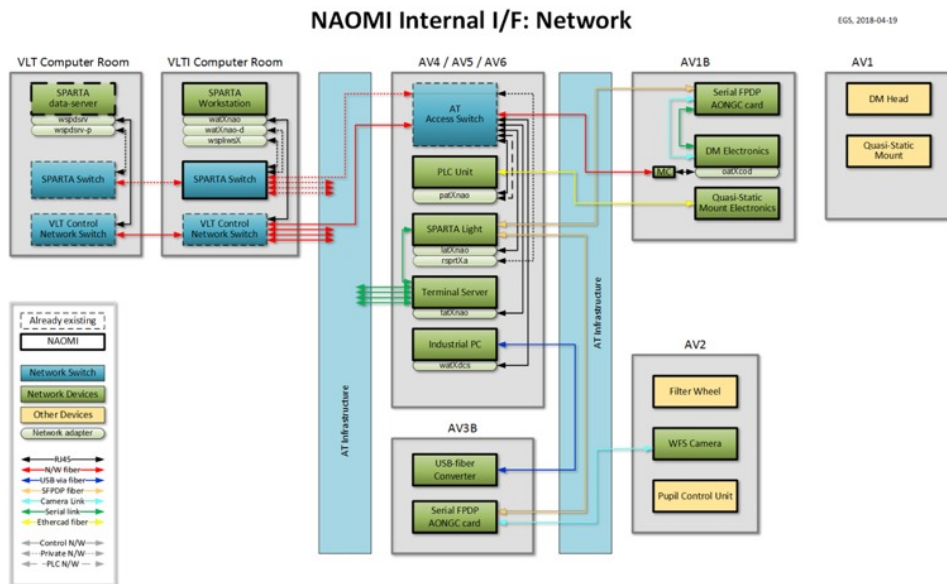 NAOMI Internal I/F: Network
EGS, 2018-04-19
VLT Computer Room
SPARTA
data-server
wspdsrv
wspdsrv-p
SPARTA Switch
VLT Control
Network Switch
VLTI Computer Room
SPARTA
Workstation
watXnao
watXnao-d
wspliwsX
SPARTA Switch
VLT Control
Network Switch
AT Infrastructure
AV4 / AV5 / AV6
AT
Access Switch
PLC Unit
patXnao
SPARTA Light
latXnao
rsprtXa
Terminal Server
tatXnao
Industrial PC
watXdcs
AV3B
USB-fiber
Converter
Serial FPDP
AONGC card
AT Infrastructure
AV1B
Serial FPDP
AONGC card
DM Electronics
MC
oatXcod
Quasi-Static
Mount Electronics
AV1
DM Head
Quasi-Static
Mount
AV2
Filter Wheel
WFS Camera
Pupil Control Unit
Already existing
NAOMI
Network Switch
Network Devices
Other Devices
Network adapter
RJ45
N/W fiber
USB via fiber
SFPDP fiber
Camera Link
Serial link
Ethercad fiber
Control N/W
Private N/W
PLC N/W